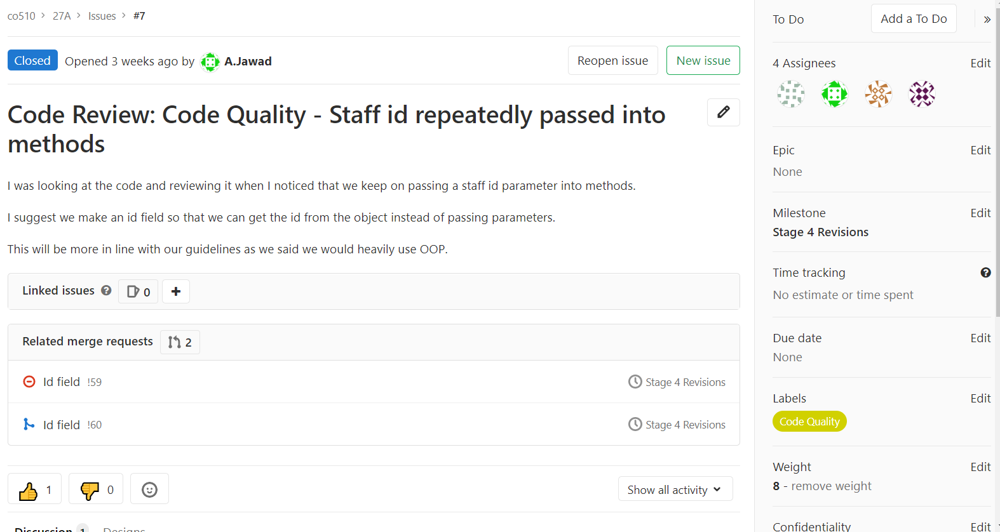 co510 > 27A > Issues > #7
Closed Opened 3 weeks ago by A.Jawad Reopen issue New issue
Code Review: Code Quality - Staff id repeatedly passed into
methods
I was looking at the code and reviewing it when I noticed that we keep on passing a staff id parameter into methods.
I suggest we make an id field so that we can get the id from the object instead of passing parameters.
This will be more in line with our guidelines as we said we would heavily use OOP.
Linked issues ? 0 +
Related merge requests 2
Id field !59 Stage 4 Revisions
Id field !60 Stage 4 Revisions
1 0 Show all activity
Discussion 1 Designs
To Do Add a To Do »
4 Assignees Edit
Epic Edit
None
Milestone Edit
Stage 4 Revisions
Time tracking ?
No estimate or time spent
Due date Edit
None
Labels Edit
Code Quality
Weight Edit
8 - remove weight
Confidentiality Edit